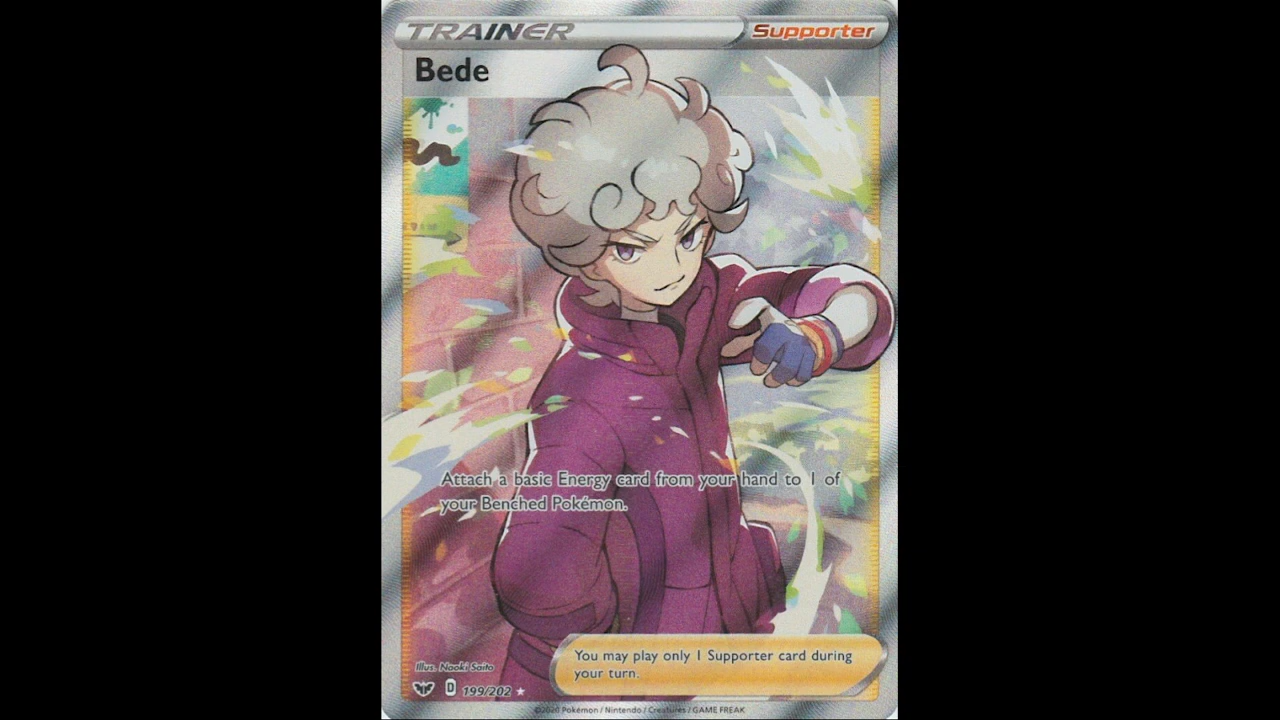 TRAINER Supporter
Bede
Attach a basic Energy card from your hand to 1 of
your Benched Pokémon.
You may play only 1 Supporter card during
your turn.
Illus. Naoki Saito
D 199/202
©2020 Pokémon / Nintendo / Creatures / GAME FREAK